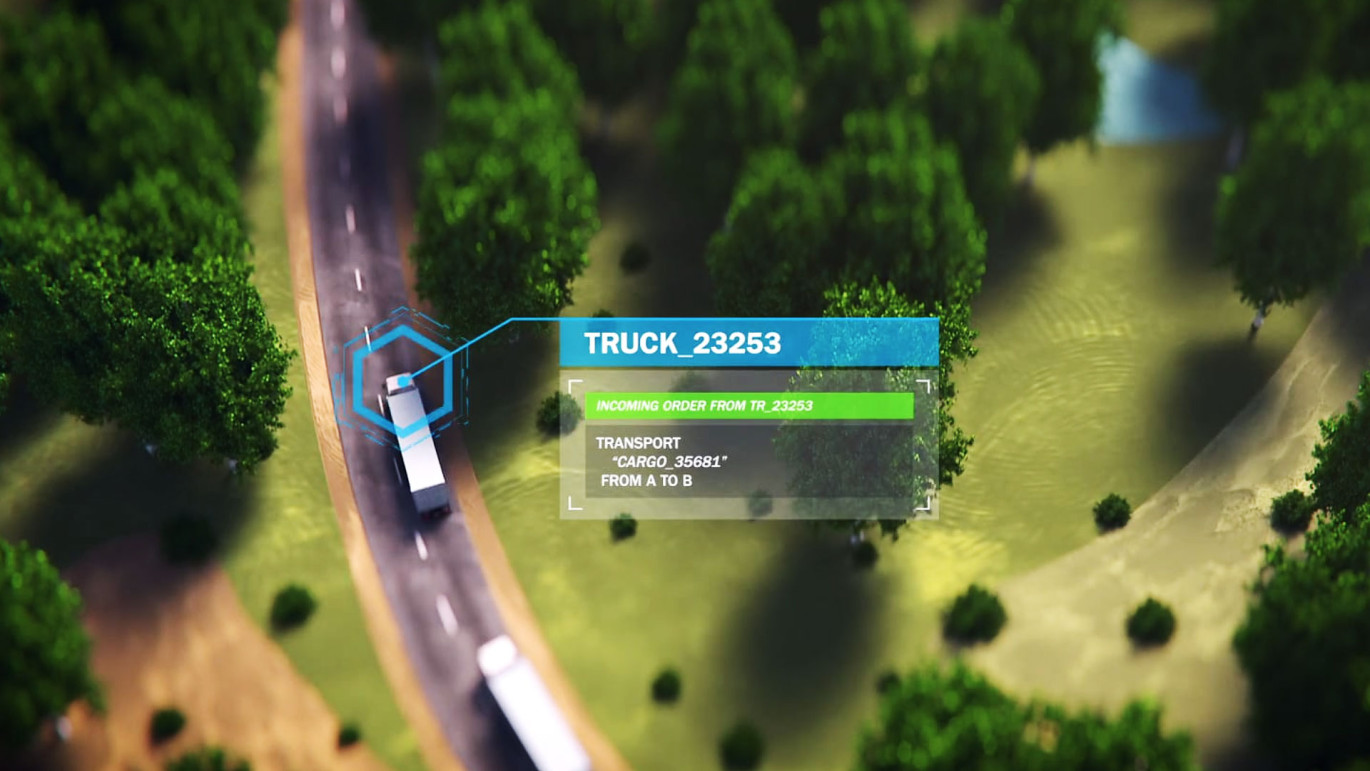 TRUCK_23253
INCOMING ORDER FROM TR_23253
TRANSPORT
“CARGO_35681”
FROM A TO B